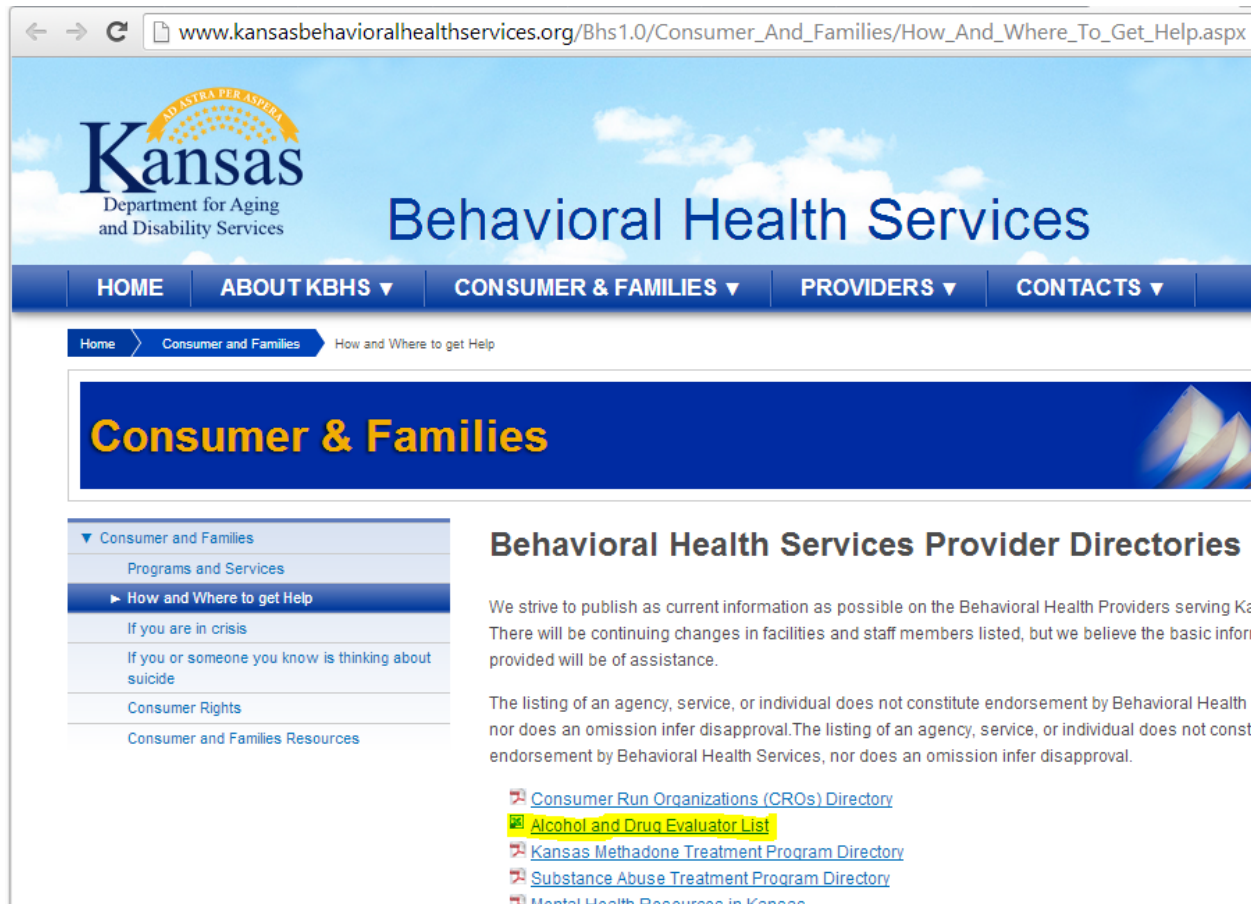 www.kansasbehavioralhealthservices.org/Bhs1.0/Consumer_And_Families/How_And_Where_To_Get_Help.aspx
AD ASTRA PER ASPERA
Kansas
Department for Aging
and Disability Services
Behavioral Health Services
HOME ABOUT KBHS ▼ CONSUMER & FAMILIES ▼ PROVIDERS ▼ CONTACTS ▼
Home Consumer and Families How and Where to get Help
Consumer & Families
▼ Consumer and Families
Programs and Services
► How and Where to get Help
If you are in crisis
If you or someone you know is thinking about
suicide
Consumer Rights
Consumer and Families Resources
Behavioral Health Services Provider Directories
We strive to publish as current information as possible on the Behavioral Health Providers serving
There will be continuing changes in facilities and staff members listed, but we believe the basic
provided will be of assistance.
The listing of an agency, service, or individual does not constitute endorsement by Behavioral Health
nor does an omission infer disapproval.The listing of an agency, service, or individual does not
endorsement by Behavioral Health Services, nor does an omission infer disapproval.
Consumer Run Organizations (CROs) Directory
Alcohol and Drug Evaluator List
Kansas Methadone Treatment Program Directory
Substance Abuse Treatment Program Directory
Mental Health Resources in Kansas